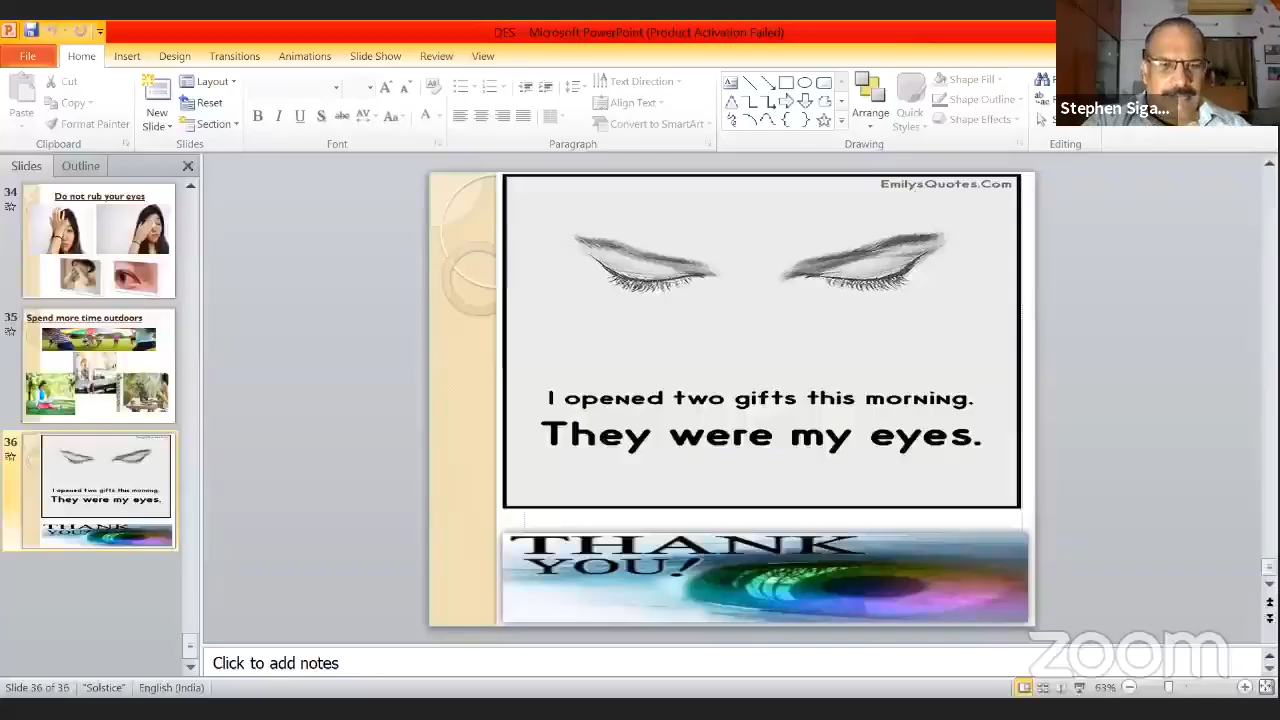 DES - Microsoft PowerPoint (Product Activation Failed)
File Home Insert Design Transitions Animations Slide Show Review View
Paste
Cut
Copy
Format Painter
Clipboard
New
Slide
Layout
Reset
Section
Slides
Font
Text Direction
Align Text
Convert to SmartArt
Paragraph
Arrange
Quick
Styles
Shape Fill
Shape Outline
Shape Effects
Drawing
Editing
Stephen Siga...
Slides Outline
34
Do not rub your eyes
35
Spend more time outdoors
36
I opened two gifts this morning.
They were my eyes.
THANK
YOU!
EmilysQuotes.Com
I opened two gifts this morning.
They were my eyes.
THANK
YOU!
Click to add notes
zoom
Slide 36 of 36 "Solstice" English (India) 63%